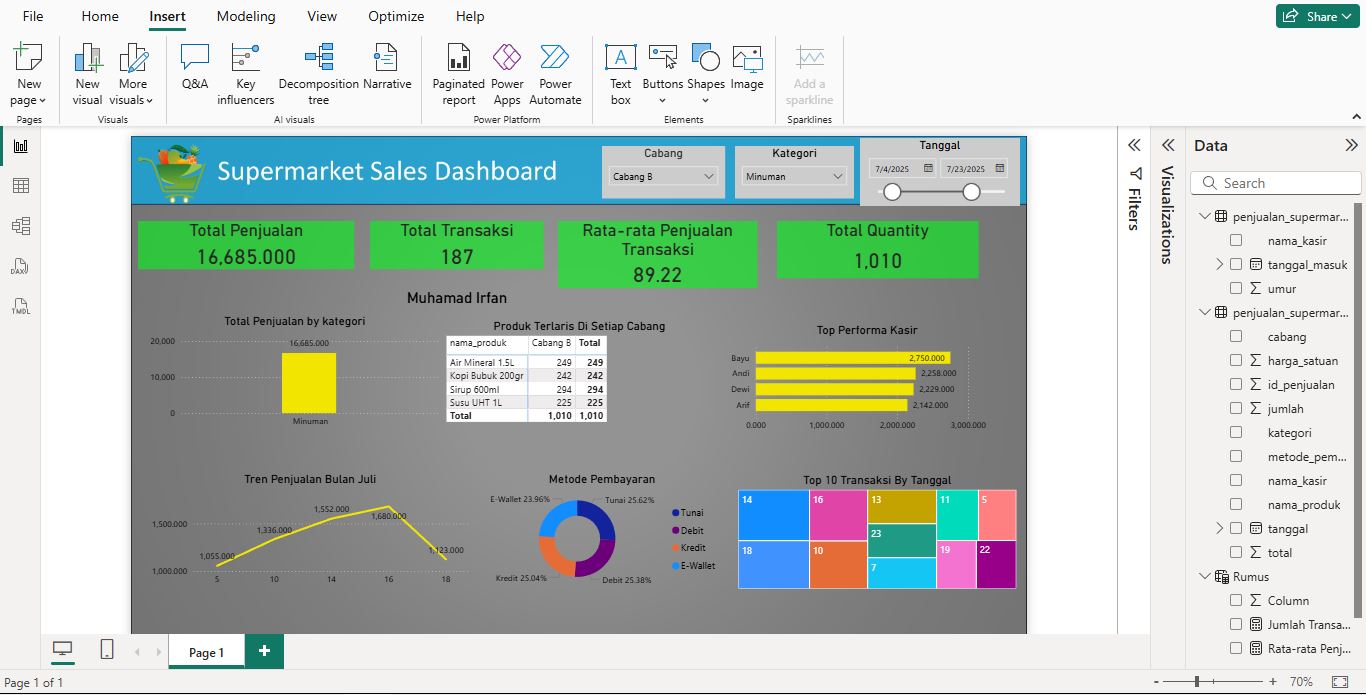 File Home Insert Modeling View Optimize Help Share
New page
New visual
More visuals
Q&A
Key influencers
Decomposition tree
Narrative
Paginated report
Power Apps
Power Automate
Text box
Buttons
Shapes
Image
Add a sparkline
Pages
Visuals
AI visuals
Power Platform
Elements
Sparklines
Supermarket Sales Dashboard
Cabang
Cabang B
Kategori
Minuman
Tanggal
7/4/2025 7/23/2025
Total Penjualan
16,685.000
Total Transaksi
187
Rata-rata Penjualan
Transaksi
89.22
Total Quantity
1,010
Muhamad Irfan
Total Penjualan by kategori
20,000
10,000
0
16,685.000
Minuman
Produk Terlaris Di Setiap Cabang
nama_produk Cabang B Total
Air Mineral 1.5L 249 249
Kopi Bubuk 200gr 242 242
Sirup 600ml 294 294
Susu UHT 1L 225 225
Total 1,010 1,010
Top Performa Kasir
Bayu 2,750.000
Andi 2,258.000
Dewi 2,229.000
Arif 2,142.000
0.000 1,000.000 2,000.000 3,000.000
Tren Penjualan Bulan Juli
1,500.000
1,000.000
1,055.000
1,336.000
1,552.000
1,680.000
1,123.000
5 10 14 16 18
Metode Pembayaran
E-Wallet 23.96%
Tunai 25.62%
Kredit 25.04%
Debit 25.38%
Tunai
Debit
Kredit
E-Wallet
Top 10 Transaksi By Tanggal
14 16 13 11 5
23
18 10 7 19 22
Filters
Visualizations
Data
Search
penjualan_supermar...
nama_kasir
tanggal_masuk
umur
penjualan_supermar...
cabang
harga_satuan
id_penjualan
jumlah
kategori
metode_pem...
nama_kasir
nama_produk
tanggal
total
Rumus
Column
Jumlah Transa...
Rata-rata Penj...
DAX
TMDL
Page 1
Page 1 of 1
70%